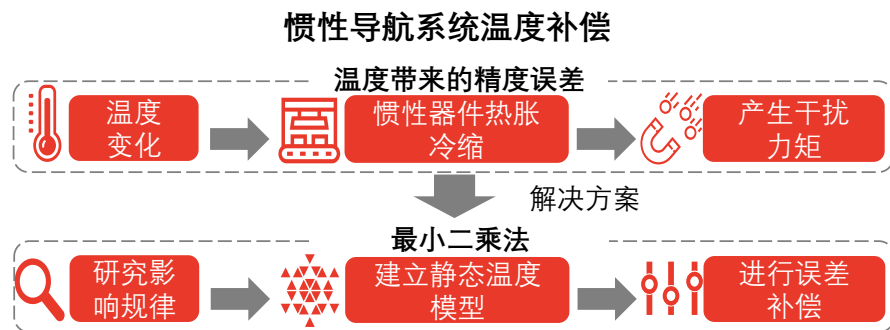 惯性导航系统温度补偿
温度带来的精度误差
温度
变化
惯性器件热胀
冷缩
产生干扰
力矩
解决方案
最小二乘法
研究影
响规律
建立静态温度
模型
进行误差
补偿